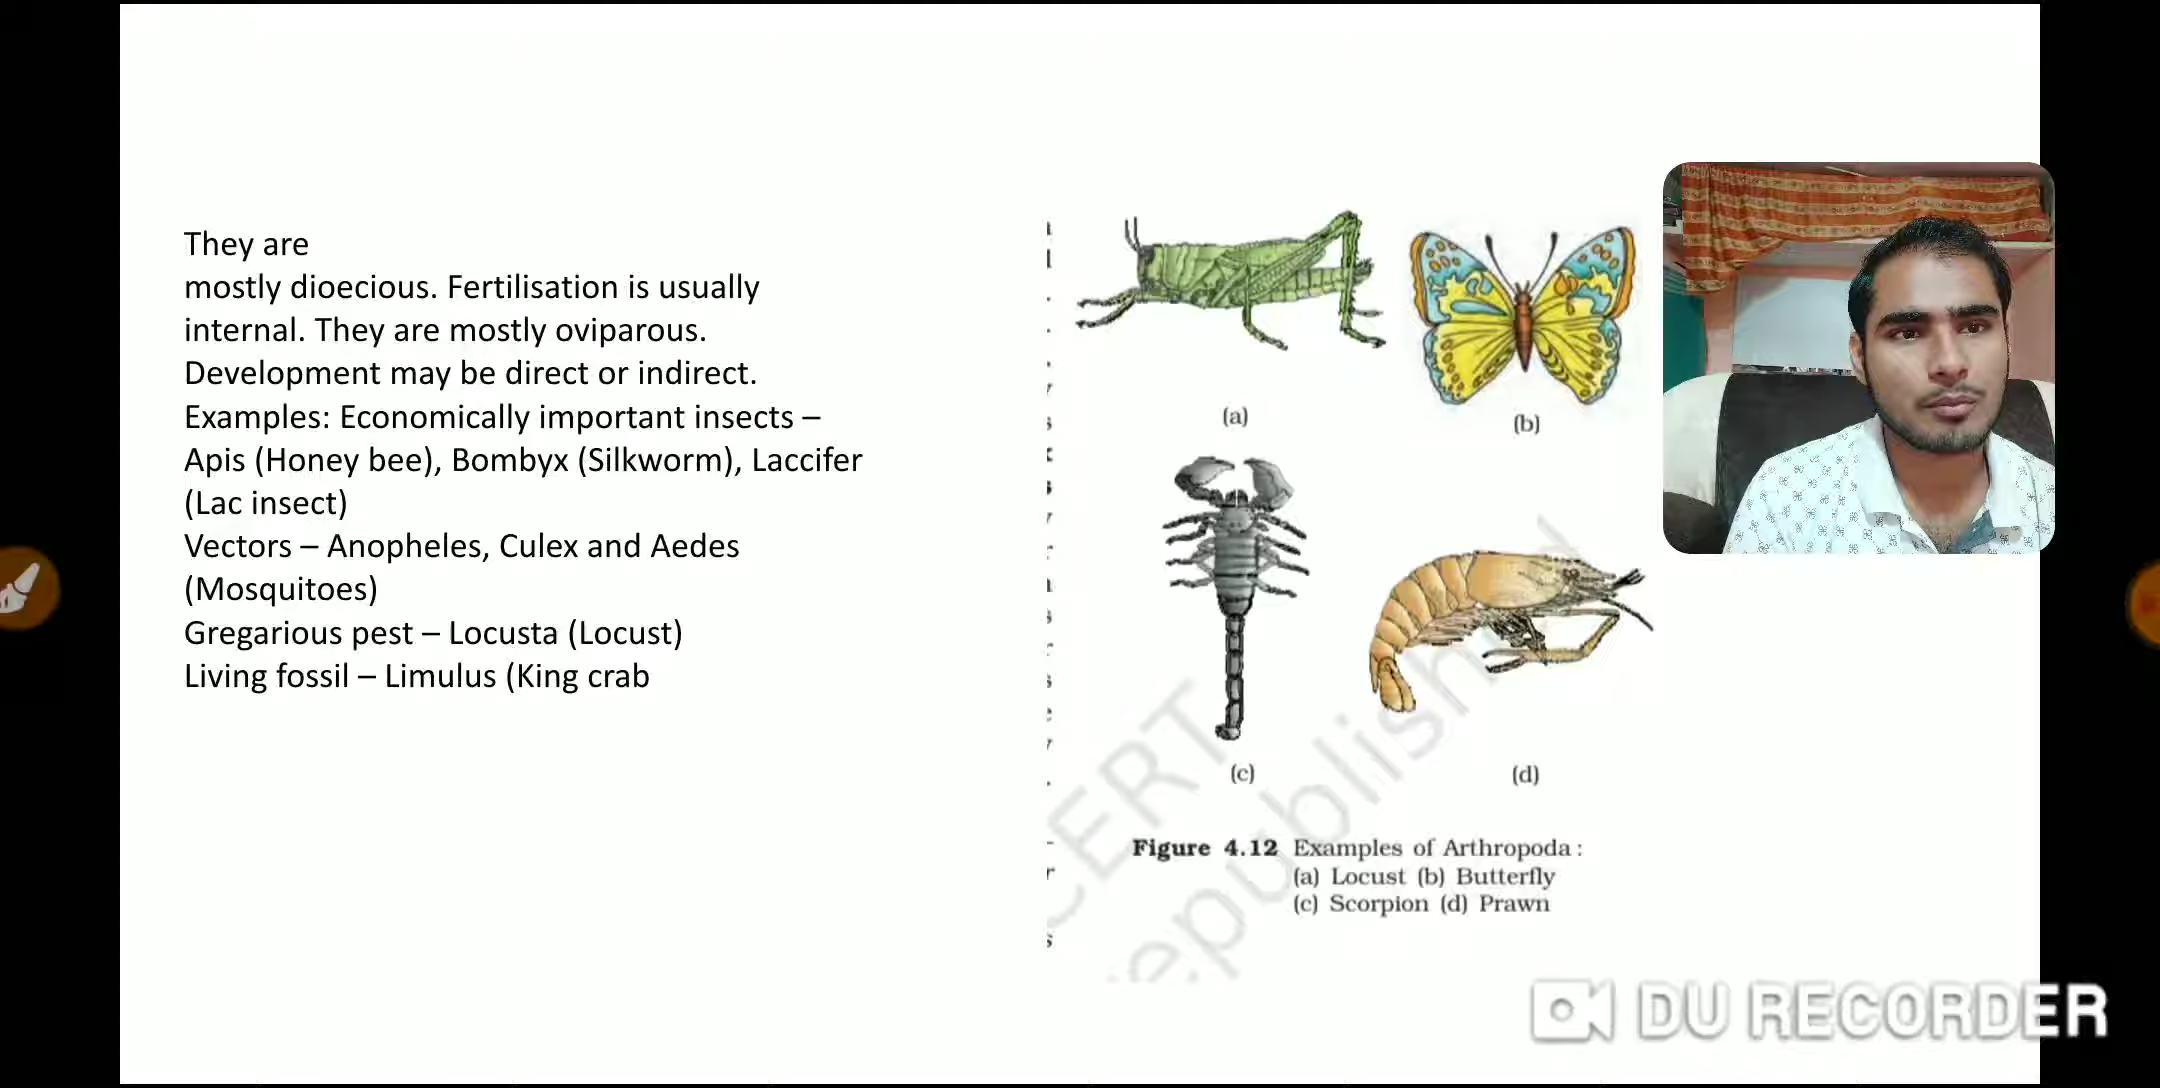 They are
mostly dioecious. Fertilisation is usually
internal. They are mostly oviparous.
Development may be direct or indirect.
Examples: Economically important insects –
Apis (Honey bee), Bombyx (Silkworm), Laccifer
(Lac insect)
Vectors – Anopheles, Culex and Aedes
(Mosquitoes)
Gregarious pest – Locusta (Locust)
Living fossil – Limulus (King crab
(a)
(b)
(c)
(d)
Figure 4.12 Examples of Arthropoda :
(a) Locust (b) Butterfly
(c) Scorpion (d) Prawn
DU RECORDER